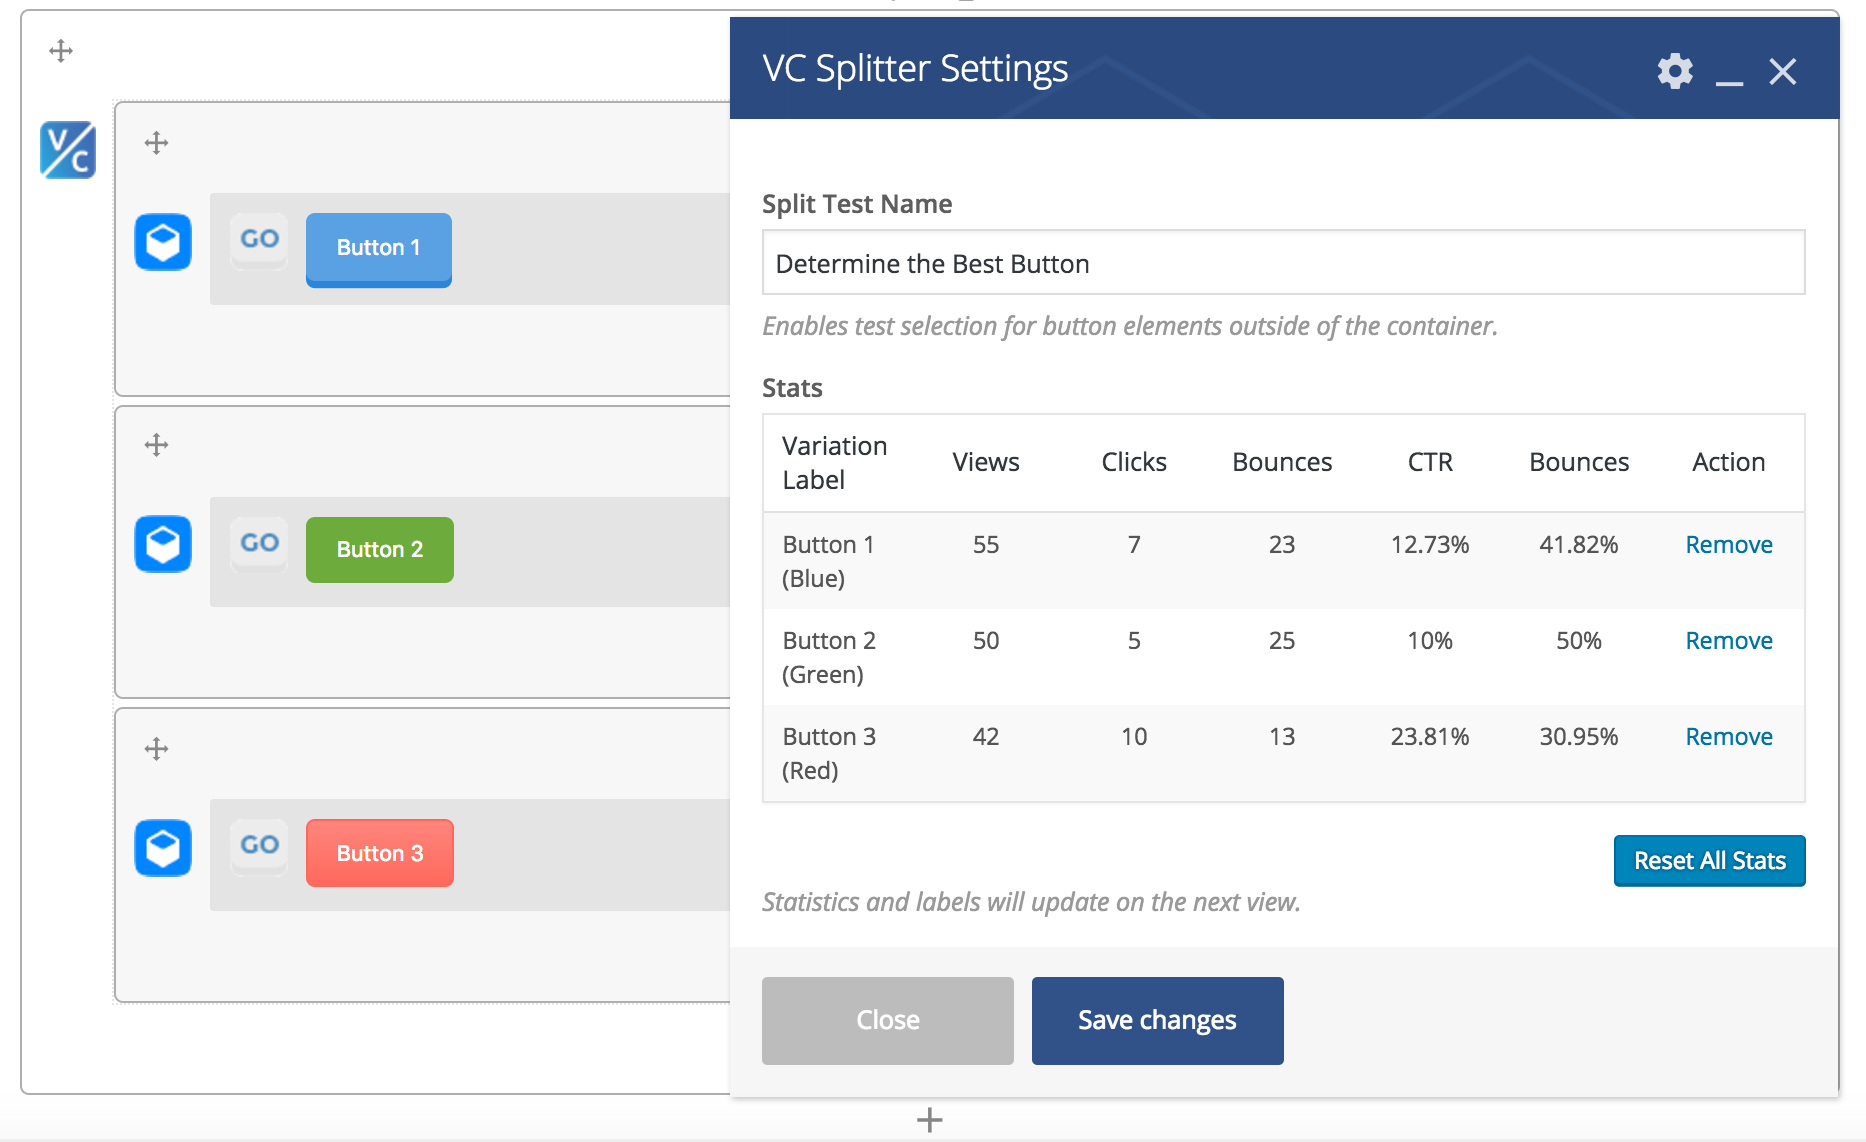 V/C
GO
Button 1
GO
Button 2
GO
Button 3
VC Splitter Settings
Split Test Name
Determine the Best Button
Enables test selection for button elements outside of the container.
Stats
Variation Label Views Clicks Bounces CTR Bounces Action
Button 1 (Blue) 55 7 23 12.73% 41.82% Remove
Button 2 (Green) 50 5 25 10% 50% Remove
Button 3 (Red) 42 10 13 23.81% 30.95% Remove
Reset All Stats
Statistics and labels will update on the next view.
Close Save changes